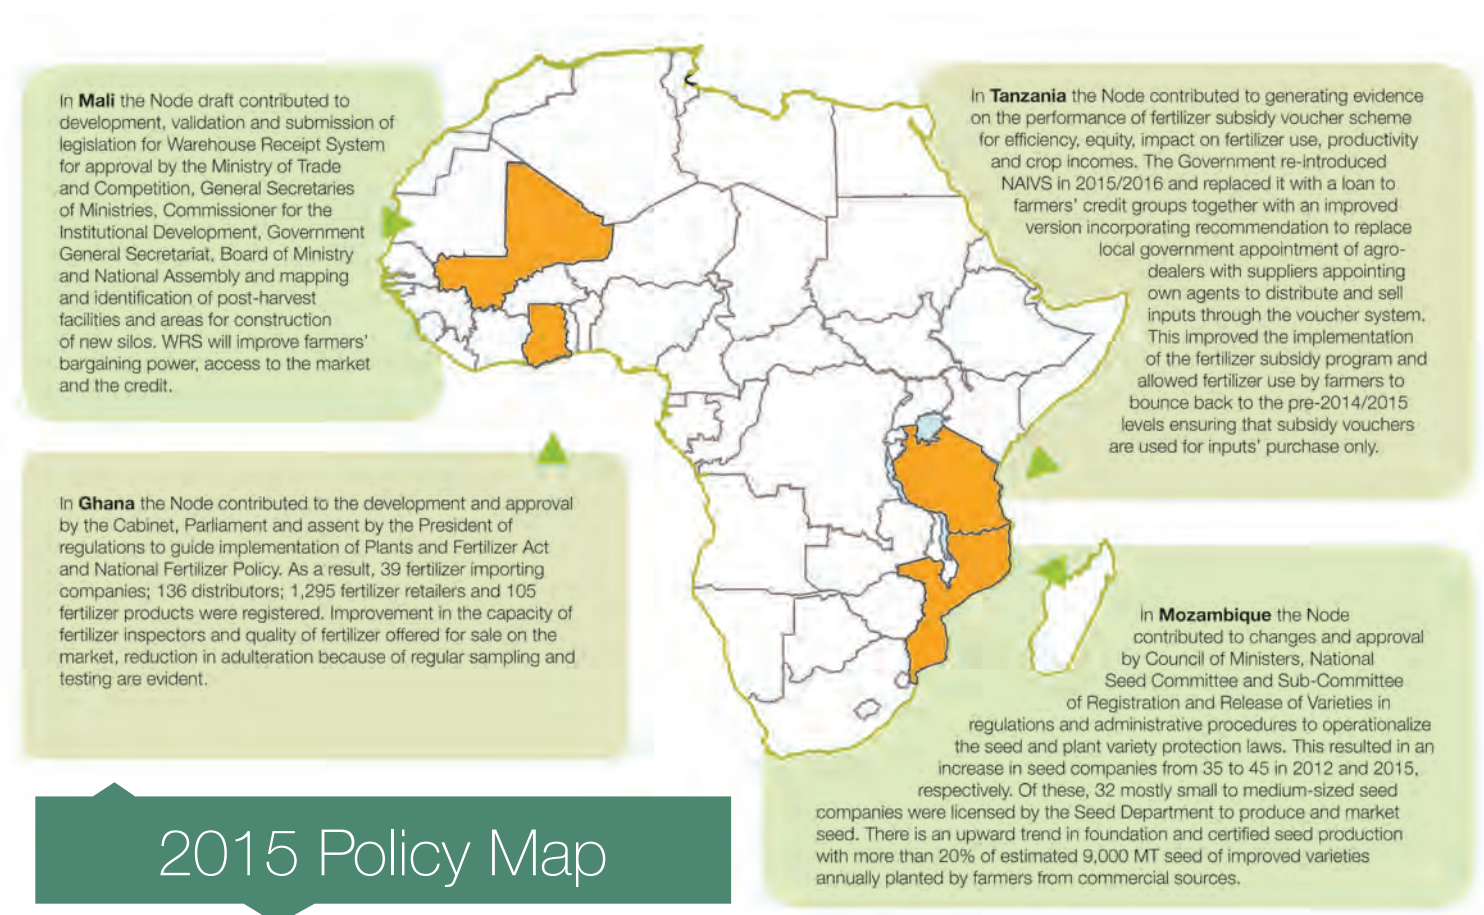 In Mali the Node draft contributed to
development, validation and submission of
legislation for Warehouse Receipt System
for approval by the Ministry of Trade
and Competition, General Secretaries
of Ministries, Commissioner for the
Institutional Development, Government
General Secretariat, Board of Ministry
and National Assembly and mapping
and identification of post-harvest
facilities and areas for construction
of new silos. WRS will improve farmers'
bargaining power, access to the market
and the credit.
In Tanzania the Node contributed to generating evidence
on the performance of fertilizer subsidy voucher scheme
for efficiency, equity, impact on fertilizer use, productivity
and crop incomes. The Government re-introduced
NAIVS in 2015/2016 and replaced it with a loan to
farmers' credit groups together with an improved
version incorporating recommendation to replace
local government appointment of agro-
dealers with suppliers appointing
own agents to distribute and sell
inputs through the voucher system.
This improved the implementation
of the fertilizer subsidy program and
allowed fertilizer use by farmers to
bounce back to the pre-2014/2015
levels ensuring that subsidy vouchers
are used for inputs' purchase only.
In Ghana the Node contributed to the development and approval
by the Cabinet, Parliament and assent by the President of
regulations to guide implementation of Plants and Fertilizer Act
and National Fertilizer Policy. As a result, 39 fertilizer importing
companies; 136 distributors; 1,295 fertilizer retailers and 105
fertilizer products were registered. Improvement in the capacity of
fertilizer inspectors and quality of fertilizer offered for sale on the
market, reduction in adulteration because of regular sampling and
testing are evident.
In Mozambique the Node
contributed to changes and approval
by Council of Ministers, National
Seed Committee and Sub-Committee
of Registration and Release of Varieties in
regulations and administrative procedures to operationalize
the seed and plant variety protection laws. This resulted in an
increase in seed companies from 35 to 45 in 2012 and 2015,
respectively. Of these, 32 mostly small to medium-sized seed
companies were licensed by the Seed Department to produce and market
seed. There is an upward trend in foundation and certified seed production
with more than 20% of estimated 9,000 MT seed of improved varieties
annually planted by farmers from commercial sources.
2015 Policy Map